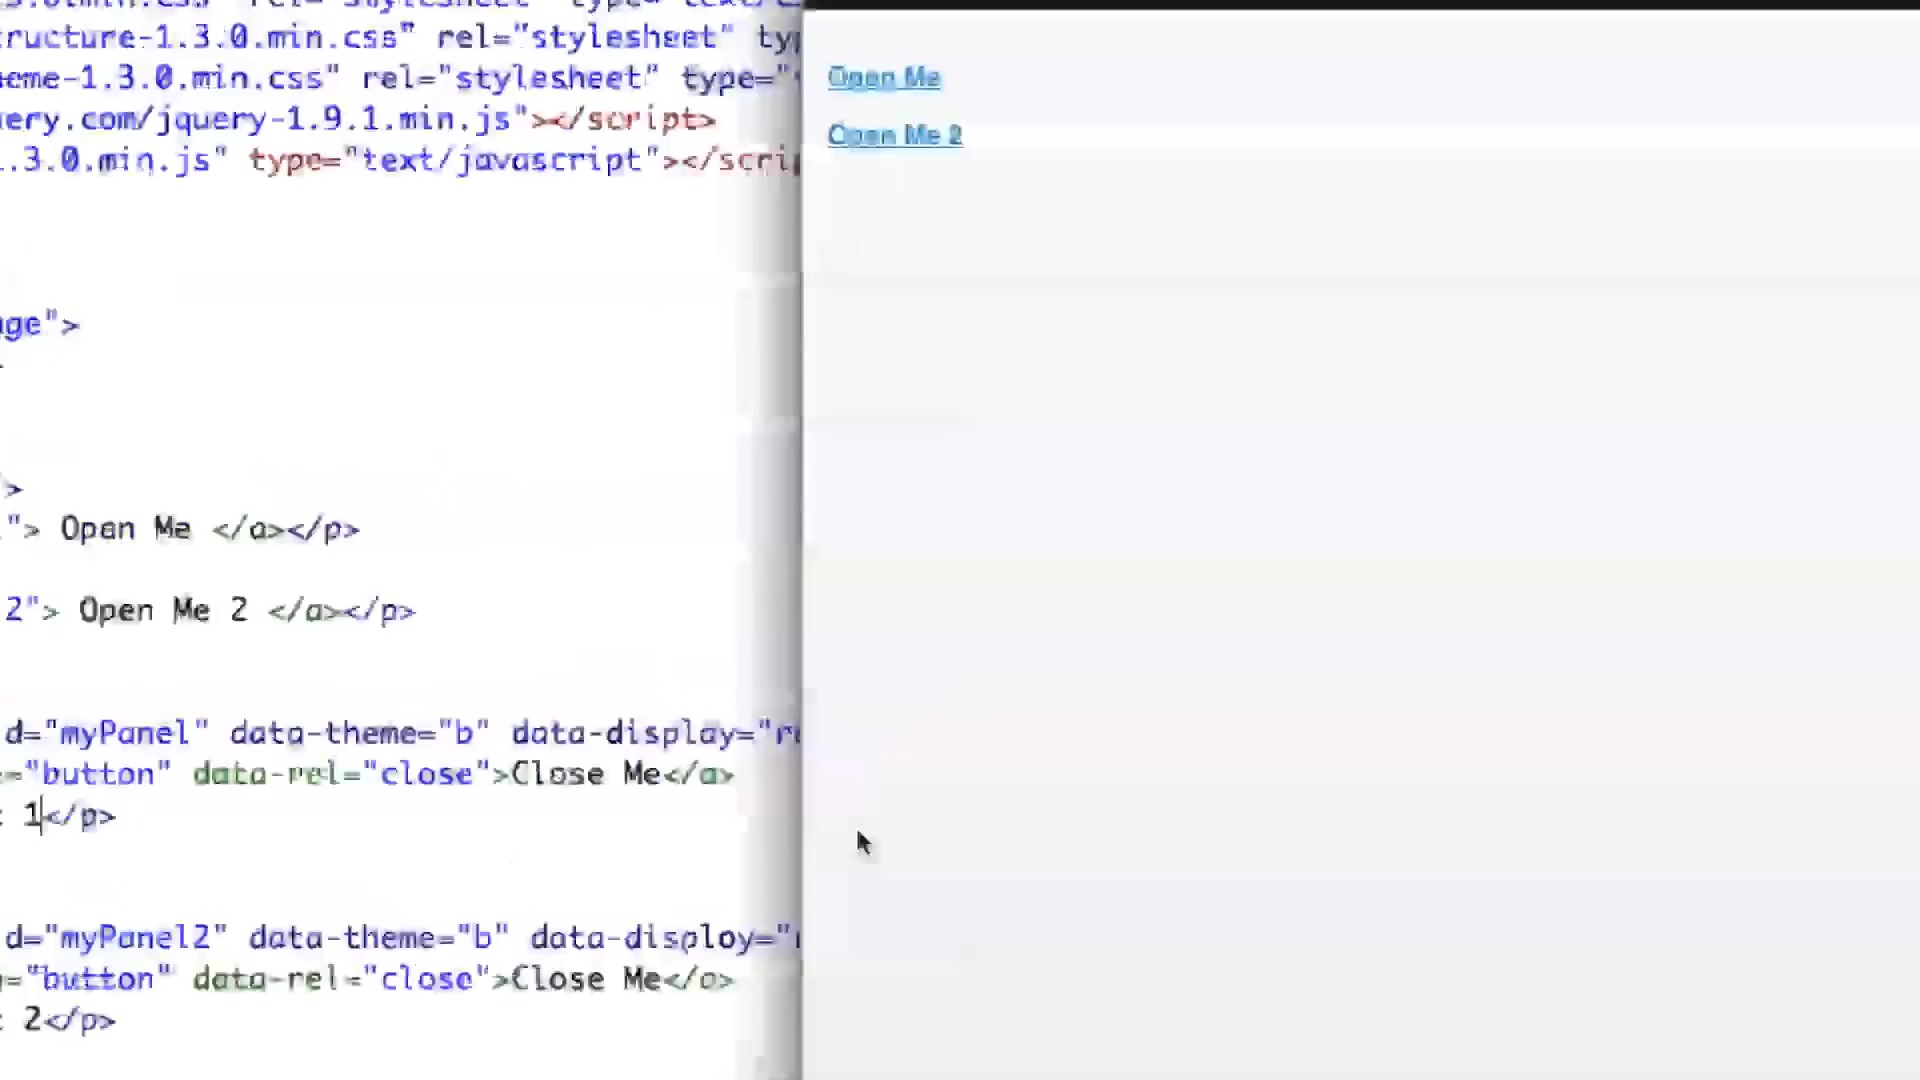 ructure-1.3.0.min.css" rel="stylesheet" typ
eme-1.3.0.min.css" rel="stylesheet" type="
ery.com/jquery-1.9.1.min.js"></script>
.3.0.min.js" type="text/javascript"></scrip
age">
>
"> Open Me </a></p>
2"> Open Me 2 </a></p>
d="myPanel" data-theme="b" data-display="re
="button" data-rel="close">Close Me</a>
1</p>
d="myPanel2" data-theme="b" data-display="r
="button" data-rel="close">Close Me</a>
2</p>
Open Me
Open Me 2